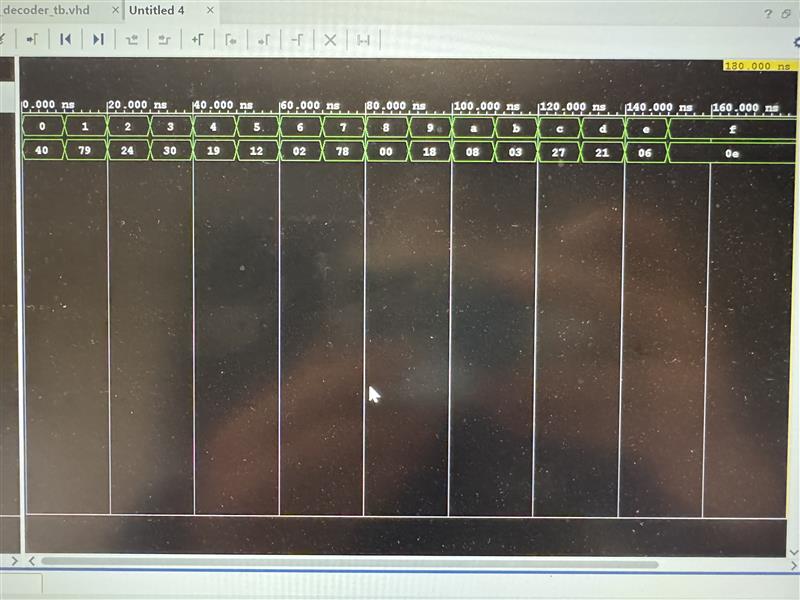 _decoder_tb.vhd × Untitled 4 ×
180.000 ns
0.000 ns 20.000 ns 40.000 ns 60.000 ns 80.000 ns 100.000 ns 120.000 ns 140.000 ns 160.000 ns
0 1 2 3 4 5 6 7 8 9 a b c d e f
40 79 24 30 19 12 02 78 00 18 08 03 27 21 06 0e